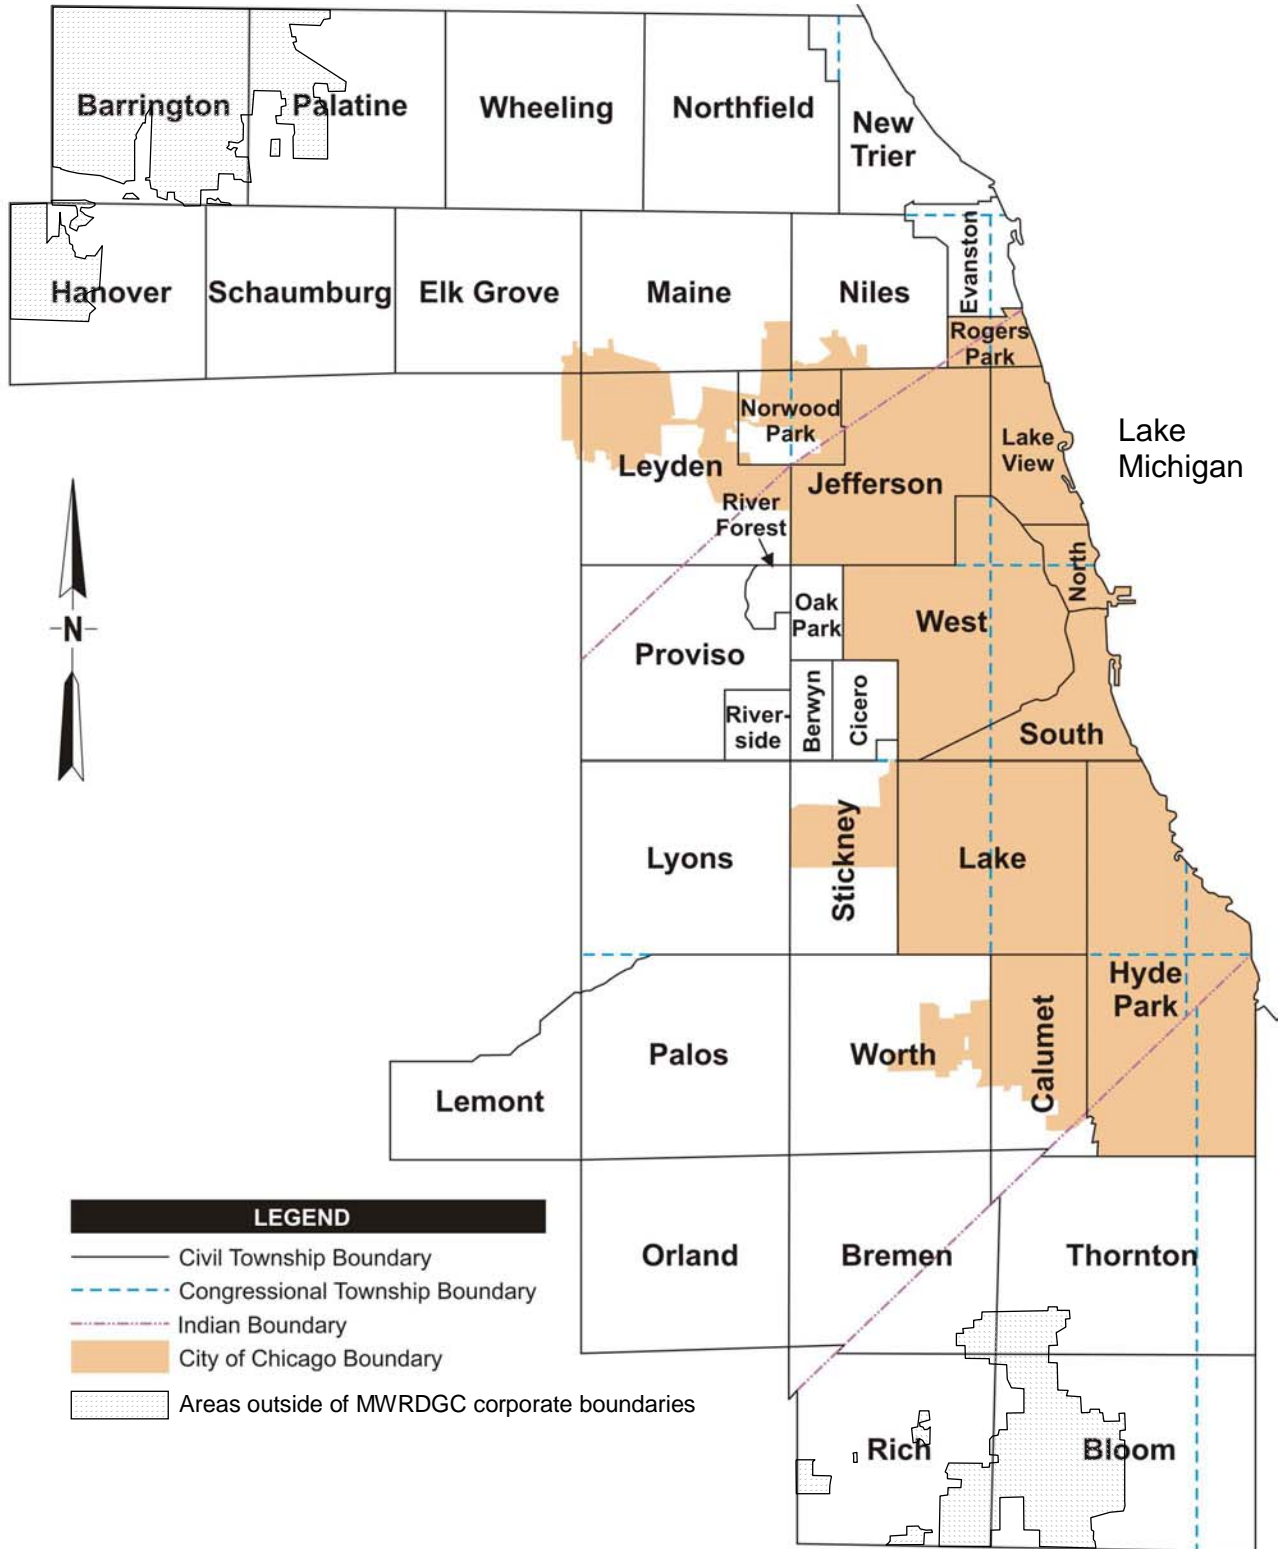 Barrington
Palatine
Wheeling
Northfield
New
Trier
Hanover
Schaumburg
Elk Grove
Maine
Niles
Evanston
Rogers
Park
Norwood
Park
Lake
View
Lake
Michigan
Leyden
Jefferson
River
Forest
North
Oak
Park
West
Proviso
River-
side
Berwyn
Cicero
South
N
Lyons
Stickney
Lake
Hyde
Park
Palos
Worth
Calumet
Lemont
LEGEND
Civil Township Boundary
Congressional Township Boundary
Indian Boundary
City of Chicago Boundary
Areas outside of MWRDGC corporate boundaries
Orland
Bremen
Thornton
Rich
Bloom